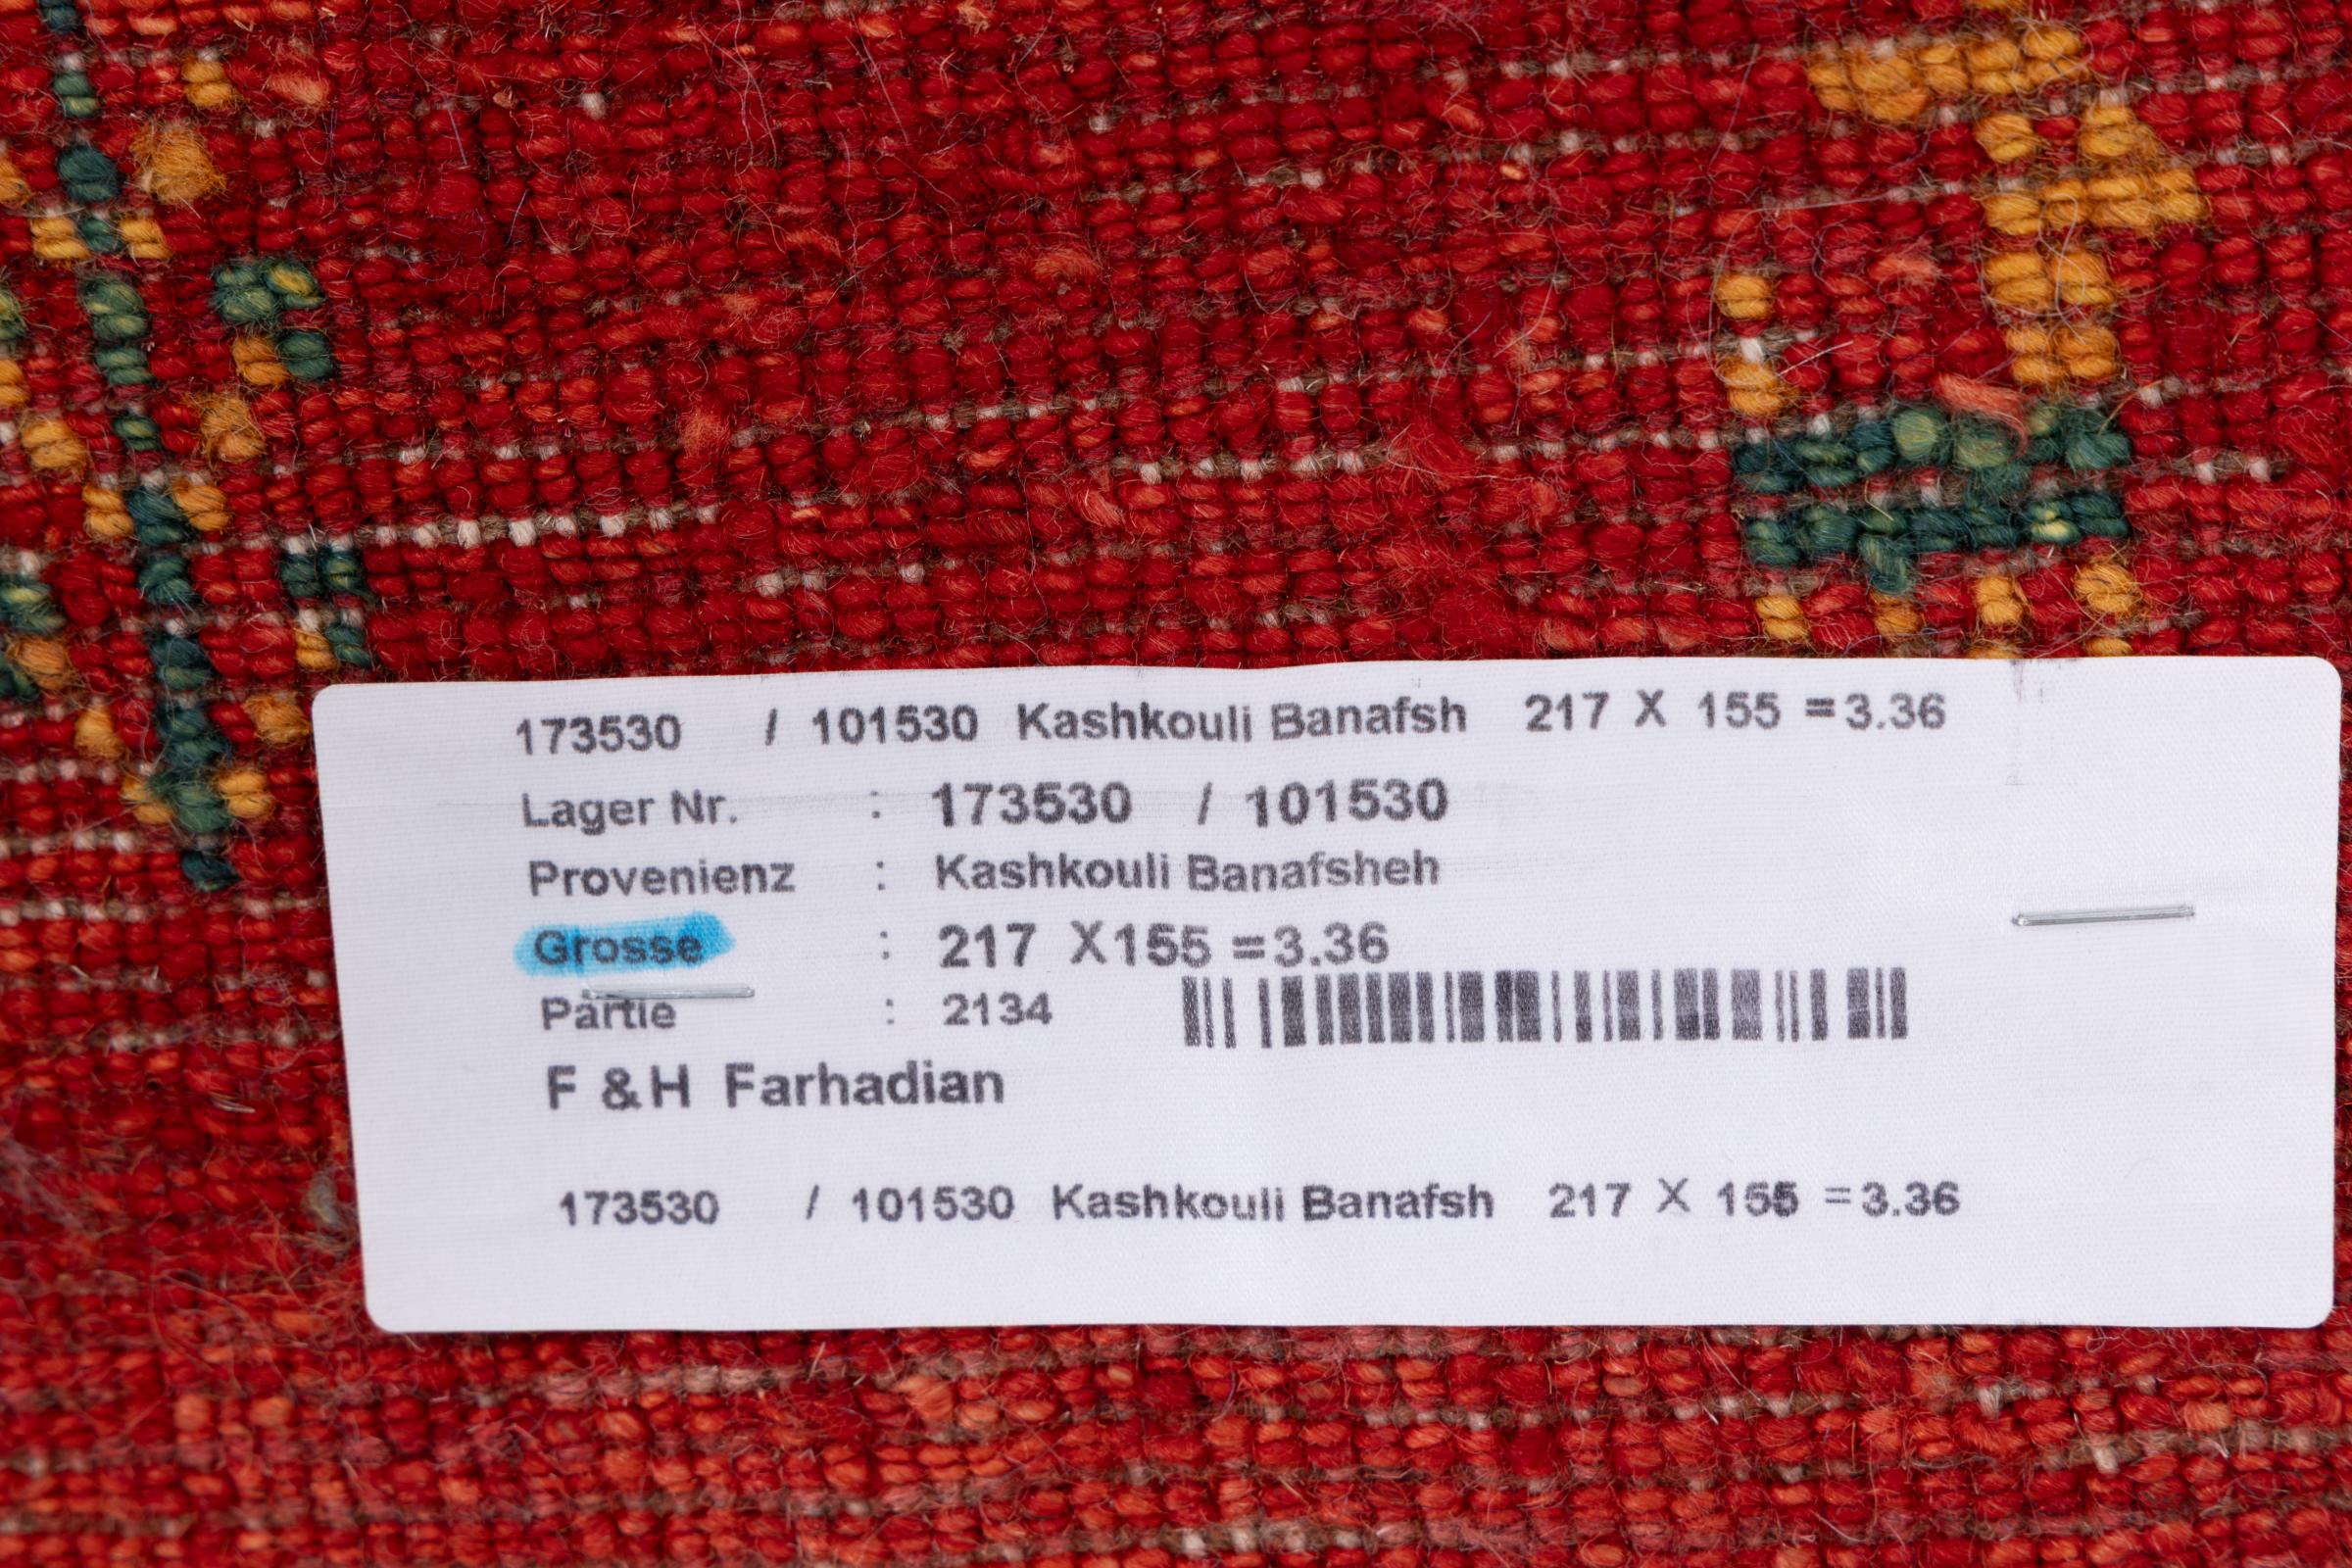 173530 / 101530 Kashkouli Banafsh 217 X 155 =3.36
Lager Nr. : 173530 / 101530
Provenienz : Kashkouli Banafsheh
Grosse : 217 X155 =3.36
Partie : 2134
F & H Farhadian
173530 / 101530 Kashkouli Banafsh 217 X 155 =3.36